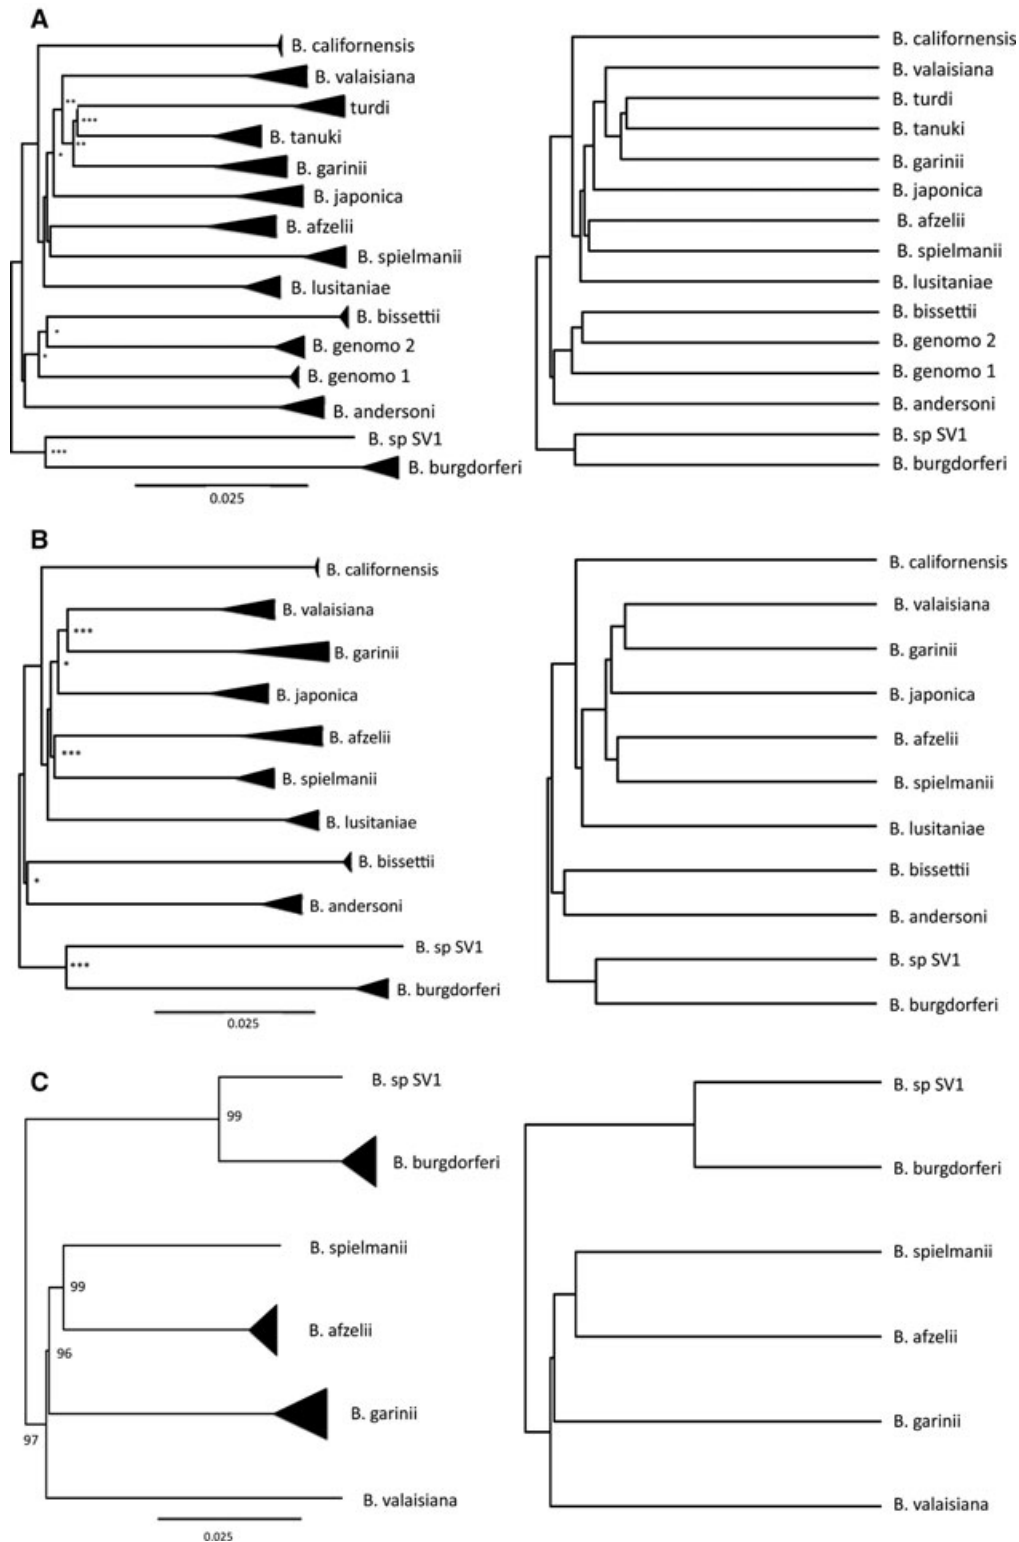 A
B. californensis
B. valaisiana
turdi
B. tanuki
B. garinii
B. japonica
B. afzelii
B. spielmanii
B. lusitaniae
B. bissettii
B. genomo 2
B. genomo 1
B. andersoni
B. sp SV1
B. burgdorferi
**
***
**
*
*
*
***
0.025
B. californensis
B. valaisiana
B. turdi
B. tanuki
B. garinii
B. japonica
B. afzelii
B. spielmanii
B. lusitaniae
B. bissettii
B. genomo 2
B. genomo 1
B. andersoni
B. sp SV1
B. burgdorferi
B
B. californensis
B. valaisiana
***
B. garinii
*
B. japonica
B. afzelii
***
B. spielmanii
B. lusitaniae
B. bissettii
*
B. andersoni
B. sp SV1
***
B. burgdorferi
0.025
B. californensis
B. valaisiana
B. garinii
B. japonica
B. afzelii
B. spielmanii
B. lusitaniae
B. bissettii
B. andersoni
B. sp SV1
B. burgdorferi
C
B. sp SV1
99
B. burgdorferi
B. spielmanii
99
B. afzelii
96
B. garinii
97
B. valaisiana
0.025
B. sp SV1
B. burgdorferi
B. spielmanii
B. afzelii
B. garinii
B. valaisiana